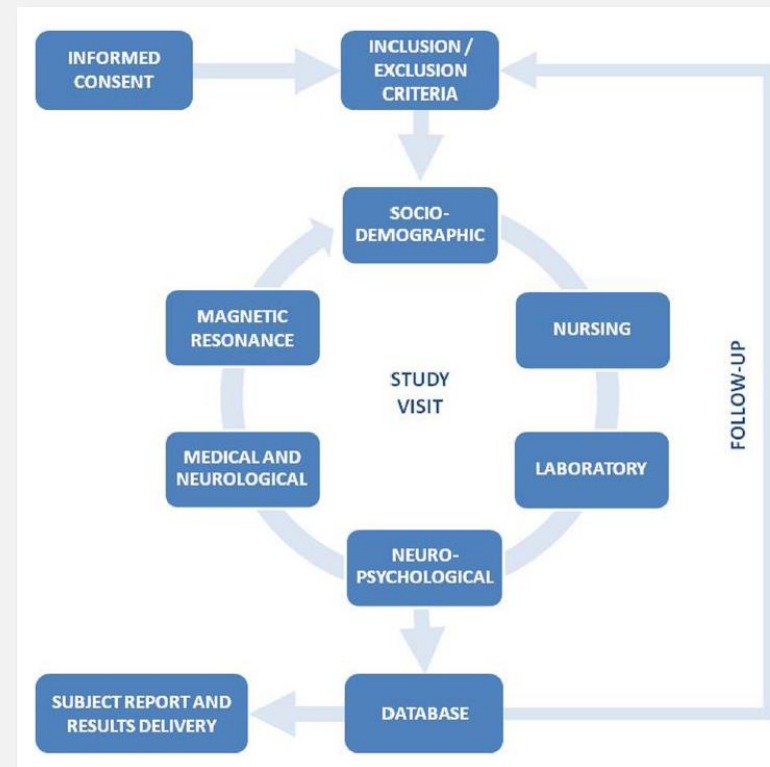 INFORMED
CONSENT
INCLUSION /
EXCLUSION
CRITERIA
SOCIO-
DEMOGRAPHIC
MAGNETIC
RESONANCE
NURSING
STUDY
VISIT
FOLLOW-UP
MEDICAL AND
NEUROLOGICAL
LABORATORY
NEURO-
PSYCHOLOGICAL
SUBJECT REPORT AND
RESULTS DELIVERY
DATABASE